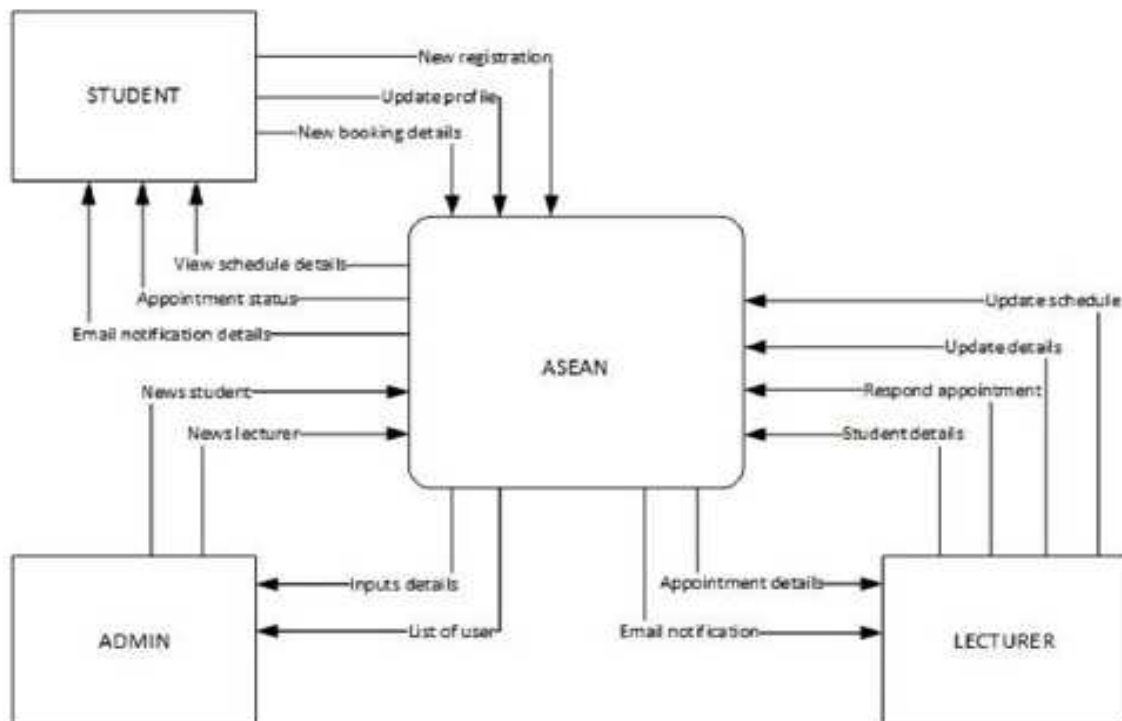 New registration
STUDENT
Update profile
New booking details
View schedule details
Appointment status
Update schedule
Email notification details
Update details
ASEAN
News student
Respond appointment
News lecturer
Student details
Inputs details
Appointment details
List of user
Email notification
ADMIN
LECTURER